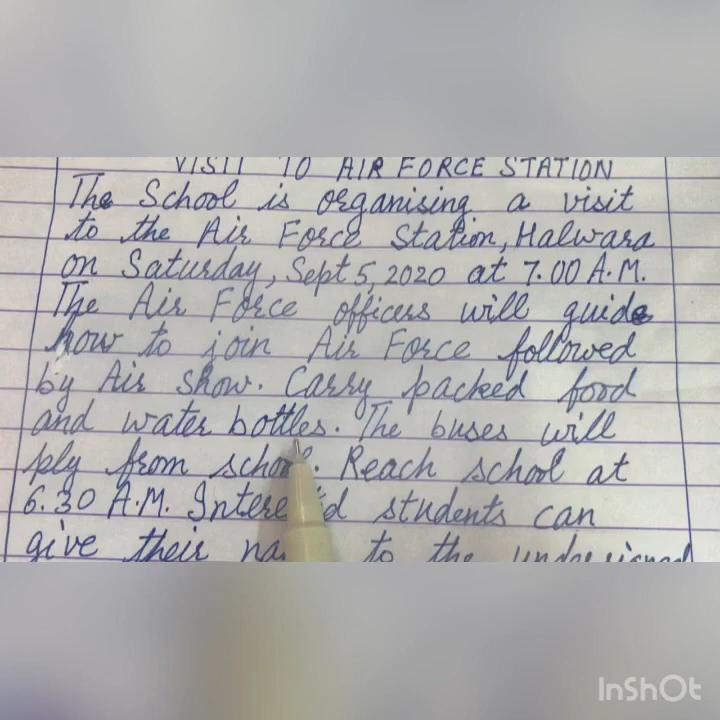 VISIT TO AIR FORCE STATION
The School is organising a visit
to the Air Force Station, Halwara
on Saturday, Sept 5, 2020 at 7.00 A.M.
The Air Force officers will guide
how to join Air Force followed
by Air show. Carry packed food
and water bottles. The buses will
ply from school. Reach school at
6.30 A.M. Interested students can
give their to the undersigned
InShOt